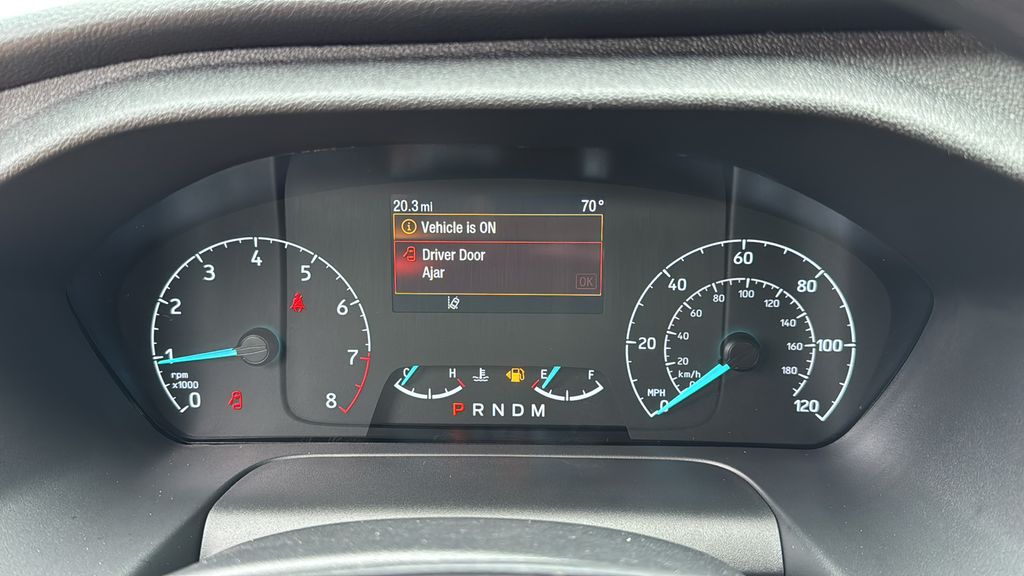 20.3 mi 70°
Vehicle is ON
Driver Door
Ajar
OK
0 1 2 3 4 5 6 7 8
rpm
x1000
C H E F
P R N D M
0 20 40 60 80 100 120
MPH
0 20 40 60 80 100 120 140 160 180
km/h